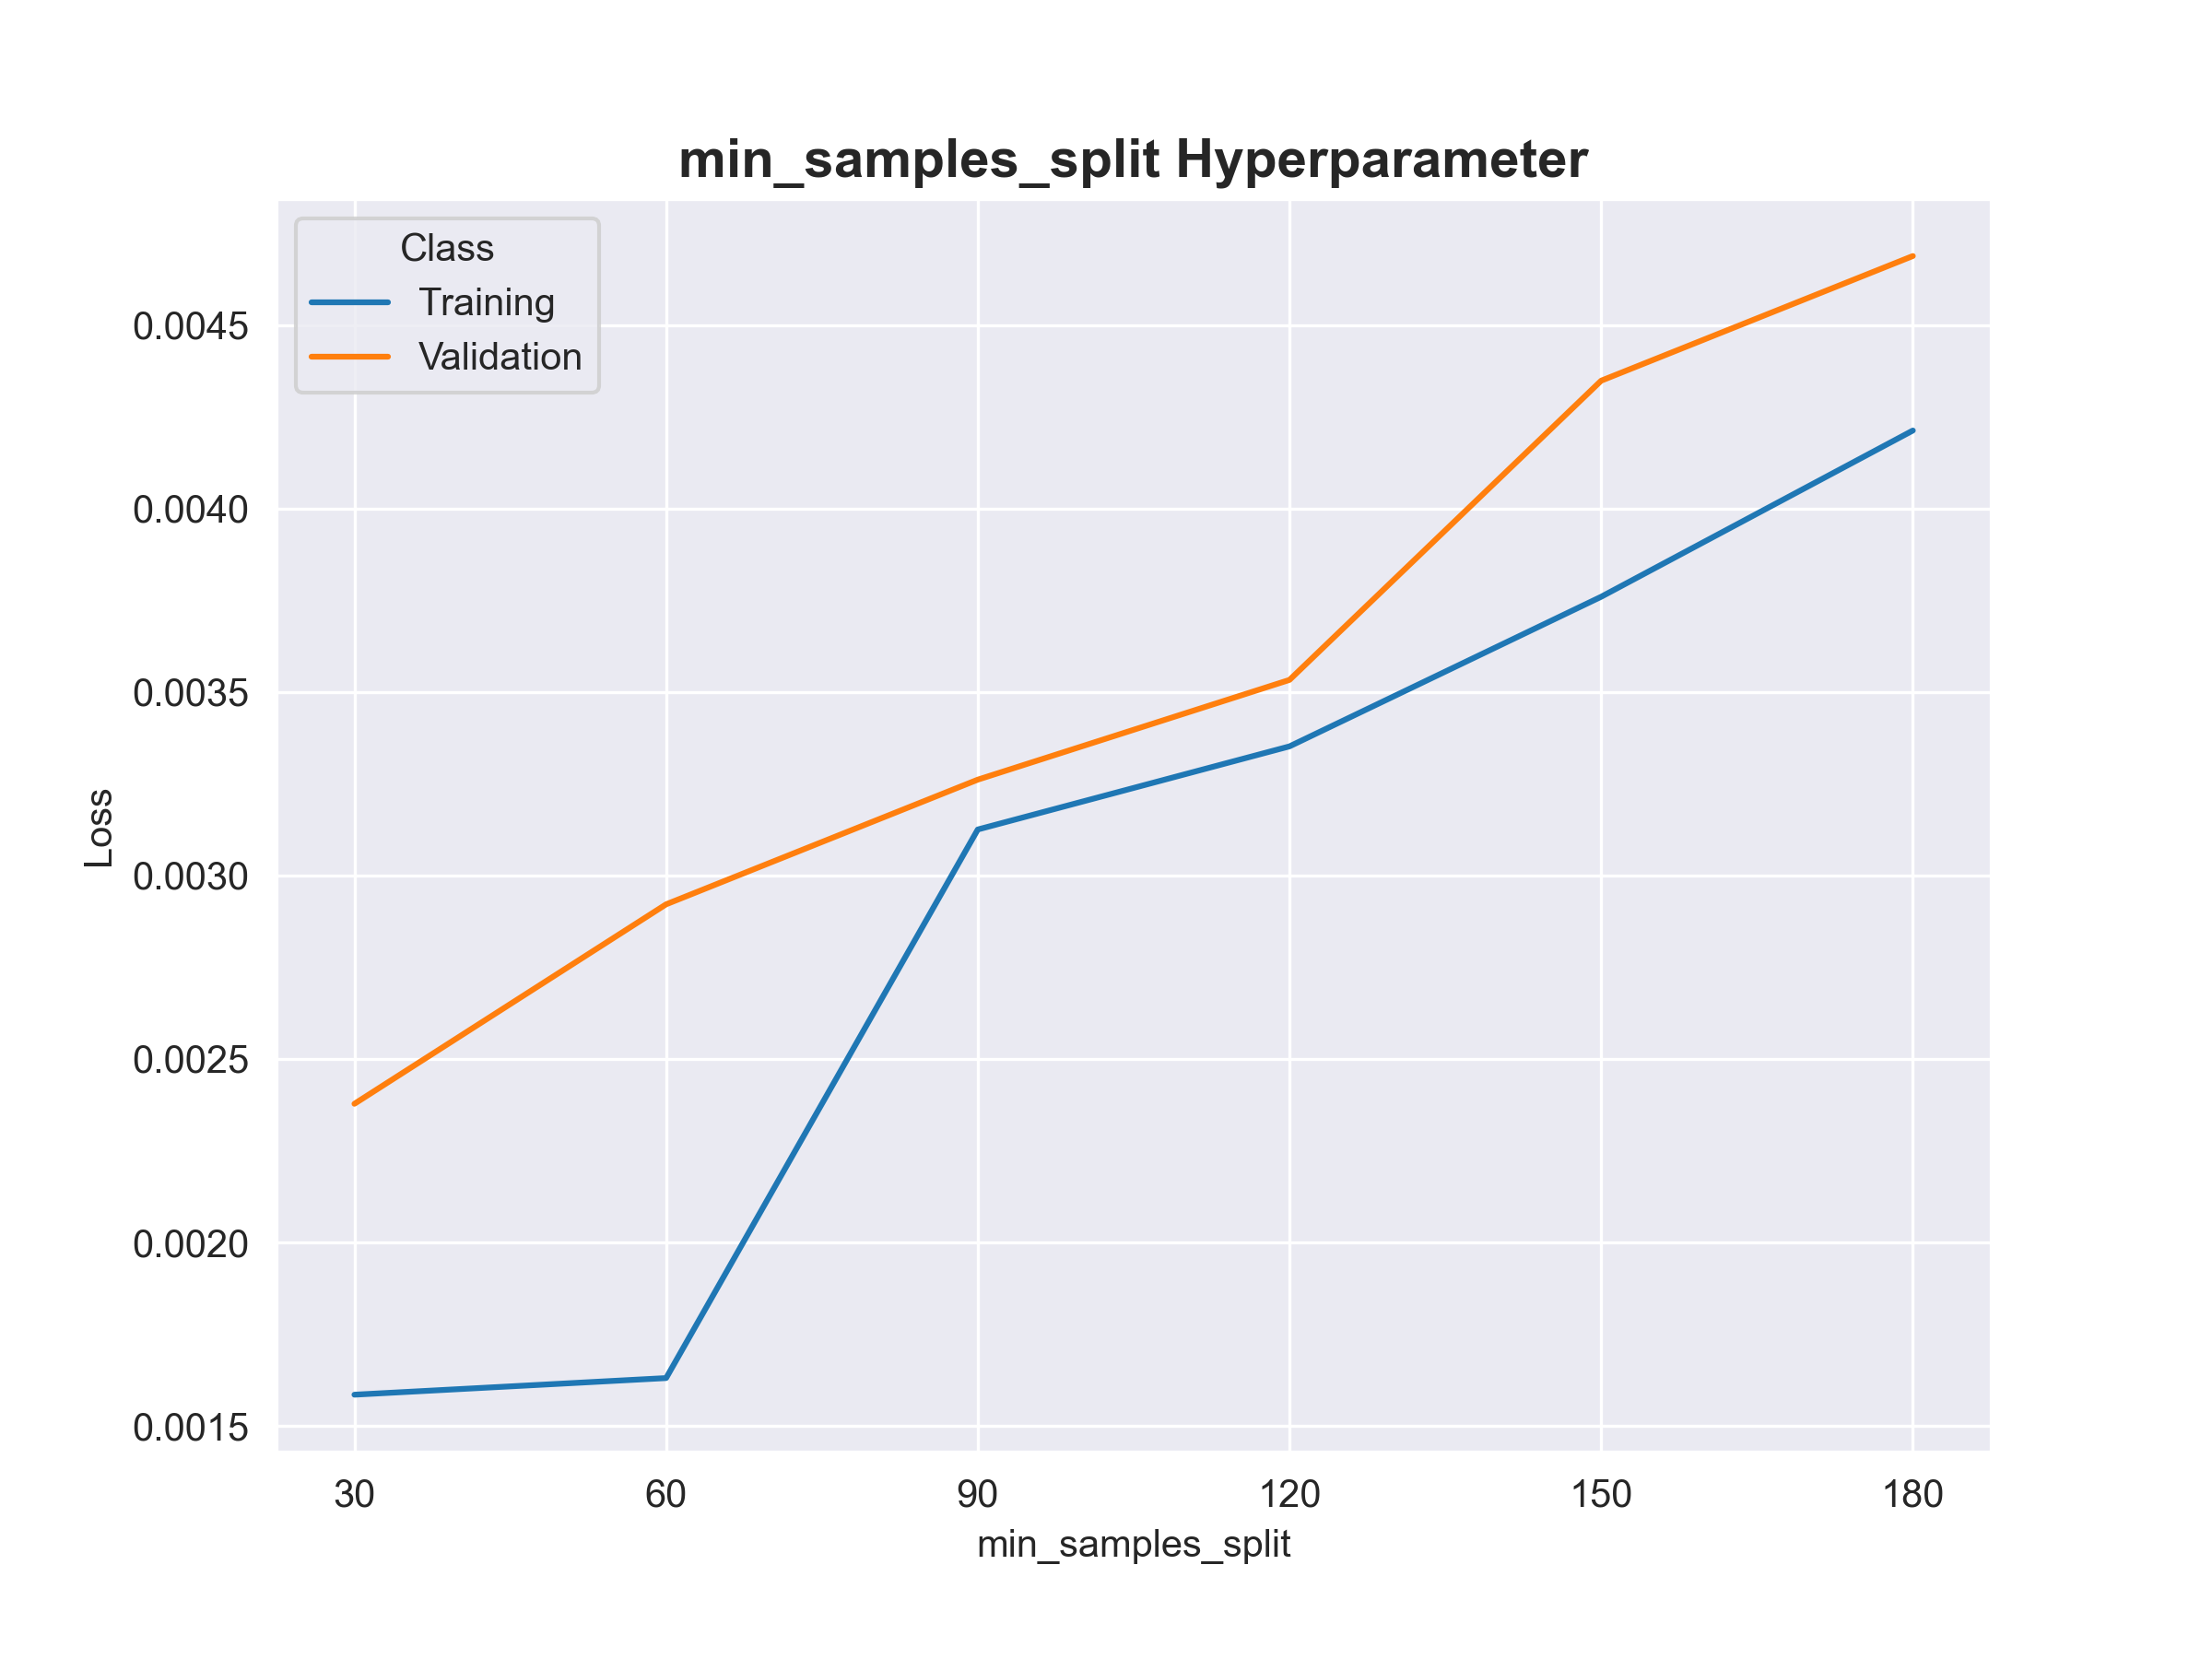 min_samples_split Hyperparameter
Class
Training
Validation
0.0045
0.0040
0.0035
0.0030
0.0025
0.0020
0.0015
Loss
30 60 90 120 150 180
min_samples_split